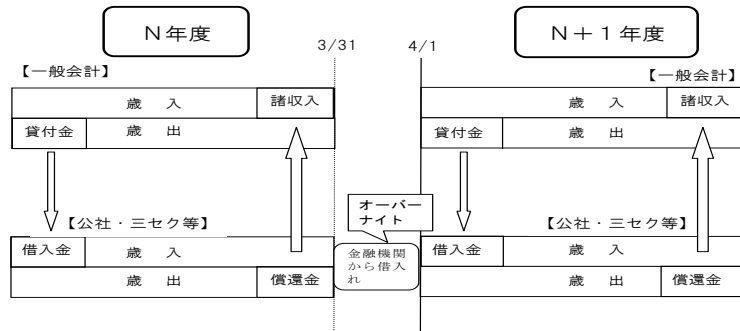 N年度
3/31
4/1
N+1年度
【一般会計】
【一般会計】
歳 入
諸収入
歳 入
諸収入
貸付金
歳 出
貸付金
歳 出
【公社・三セク等】
オーバー
ナイト
【公社・三セク等】
借入金
歳 入
金融機関
から借入
れ
借入金
歳 入
歳 出
償還金
歳 出
償還金